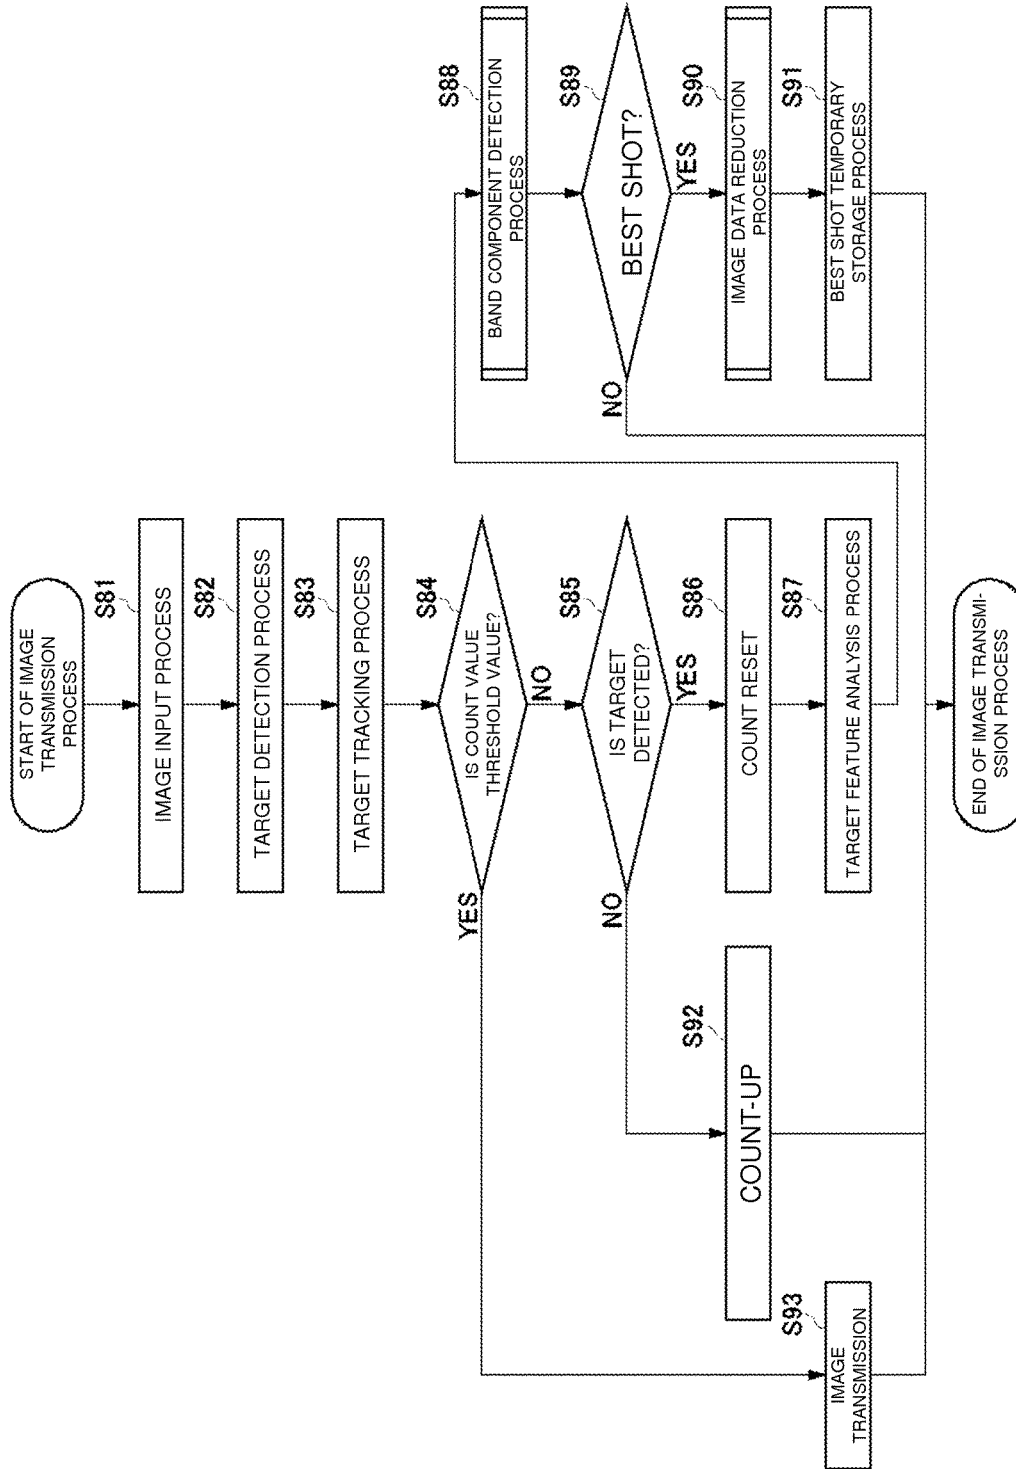 START OF IMAGE
TRANSMISSION
PROCESS
S81
IMAGE INPUT PROCESS
S82
TARGET DETECTION PROCESS
S83
TARGET TRACKING PROCESS
S84
IS COUNT VALUE
THRESHOLD VALUE?
YES
NO
S85
IS TARGET
DETECTED?
NO
YES
S86
COUNT RESET
S87
TARGET FEATURE ANALYSIS PROCESS
S88
BAND COMPONENT DETECTION
PROCESS
S89
BEST SHOT?
NO
YES
S90
IMAGE DATA REDUCTION
PROCESS
S91
BEST SHOT TEMPORARY
STORAGE PROCESS
S92
COUNT-UP
S93
IMAGE
TRANSMISSION
END OF IMAGE TRANSMI-
SSION PROCESS